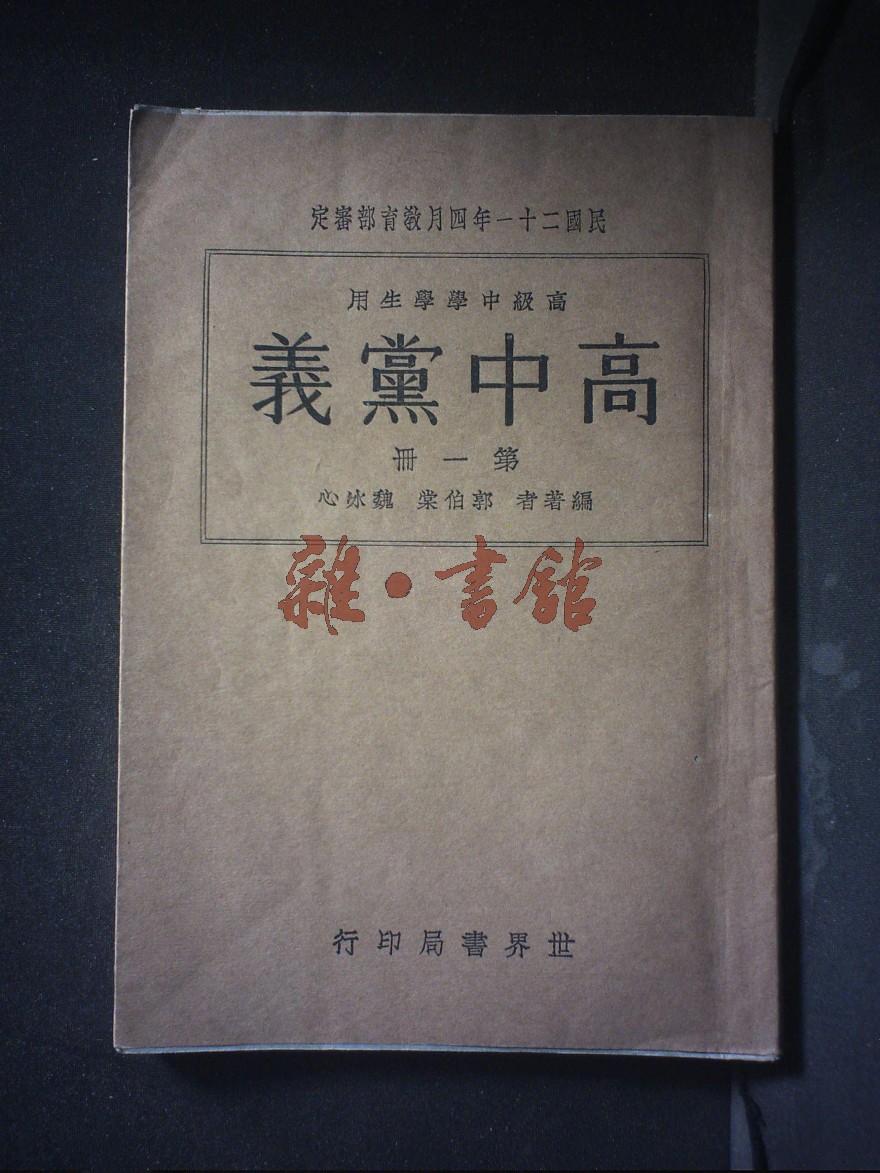 民國二十一年四月教育部審定
高級中學學生用
高中黨義
第一冊
編著者 郭伯棠 魏冰心
雜·書館
世界書局印行